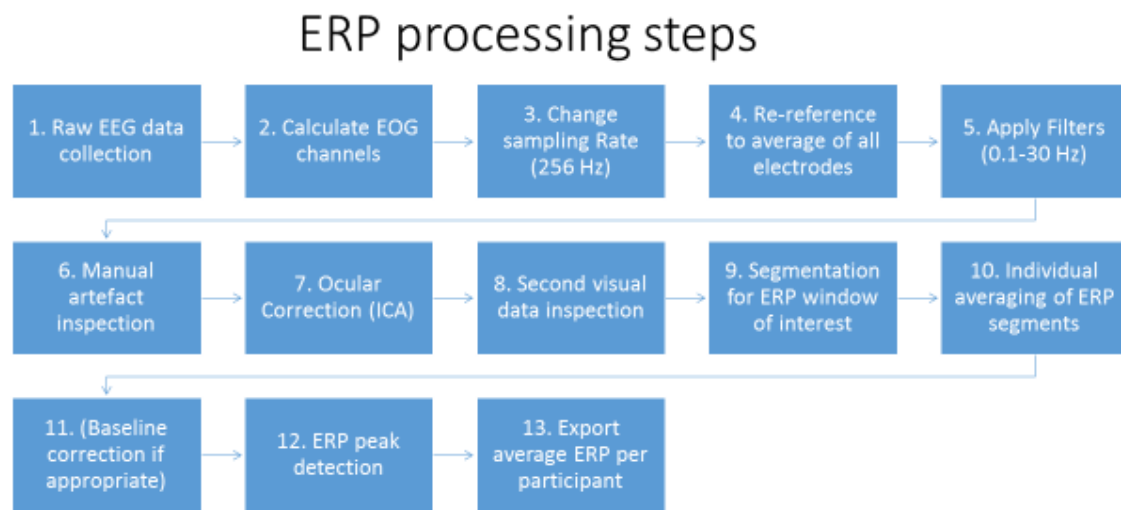 ERP processing steps
1. Raw EEG data
collection
2. Calculate EOG
channels
3. Change
sampling Rate
(256 Hz)
4. Re-reference
to average of all
electrodes
5. Apply Filters
(0.1-30 Hz)
6. Manual
artefact
inspection
7. Ocular
Correction (ICA)
8. Second visual
data inspection
9. Segmentation
for ERP window
of interest
10. Individual
averaging of ERP
segments
11. (Baseline
correction if
appropriate)
12. ERP peak
detection
13. Export
average ERP per
participant